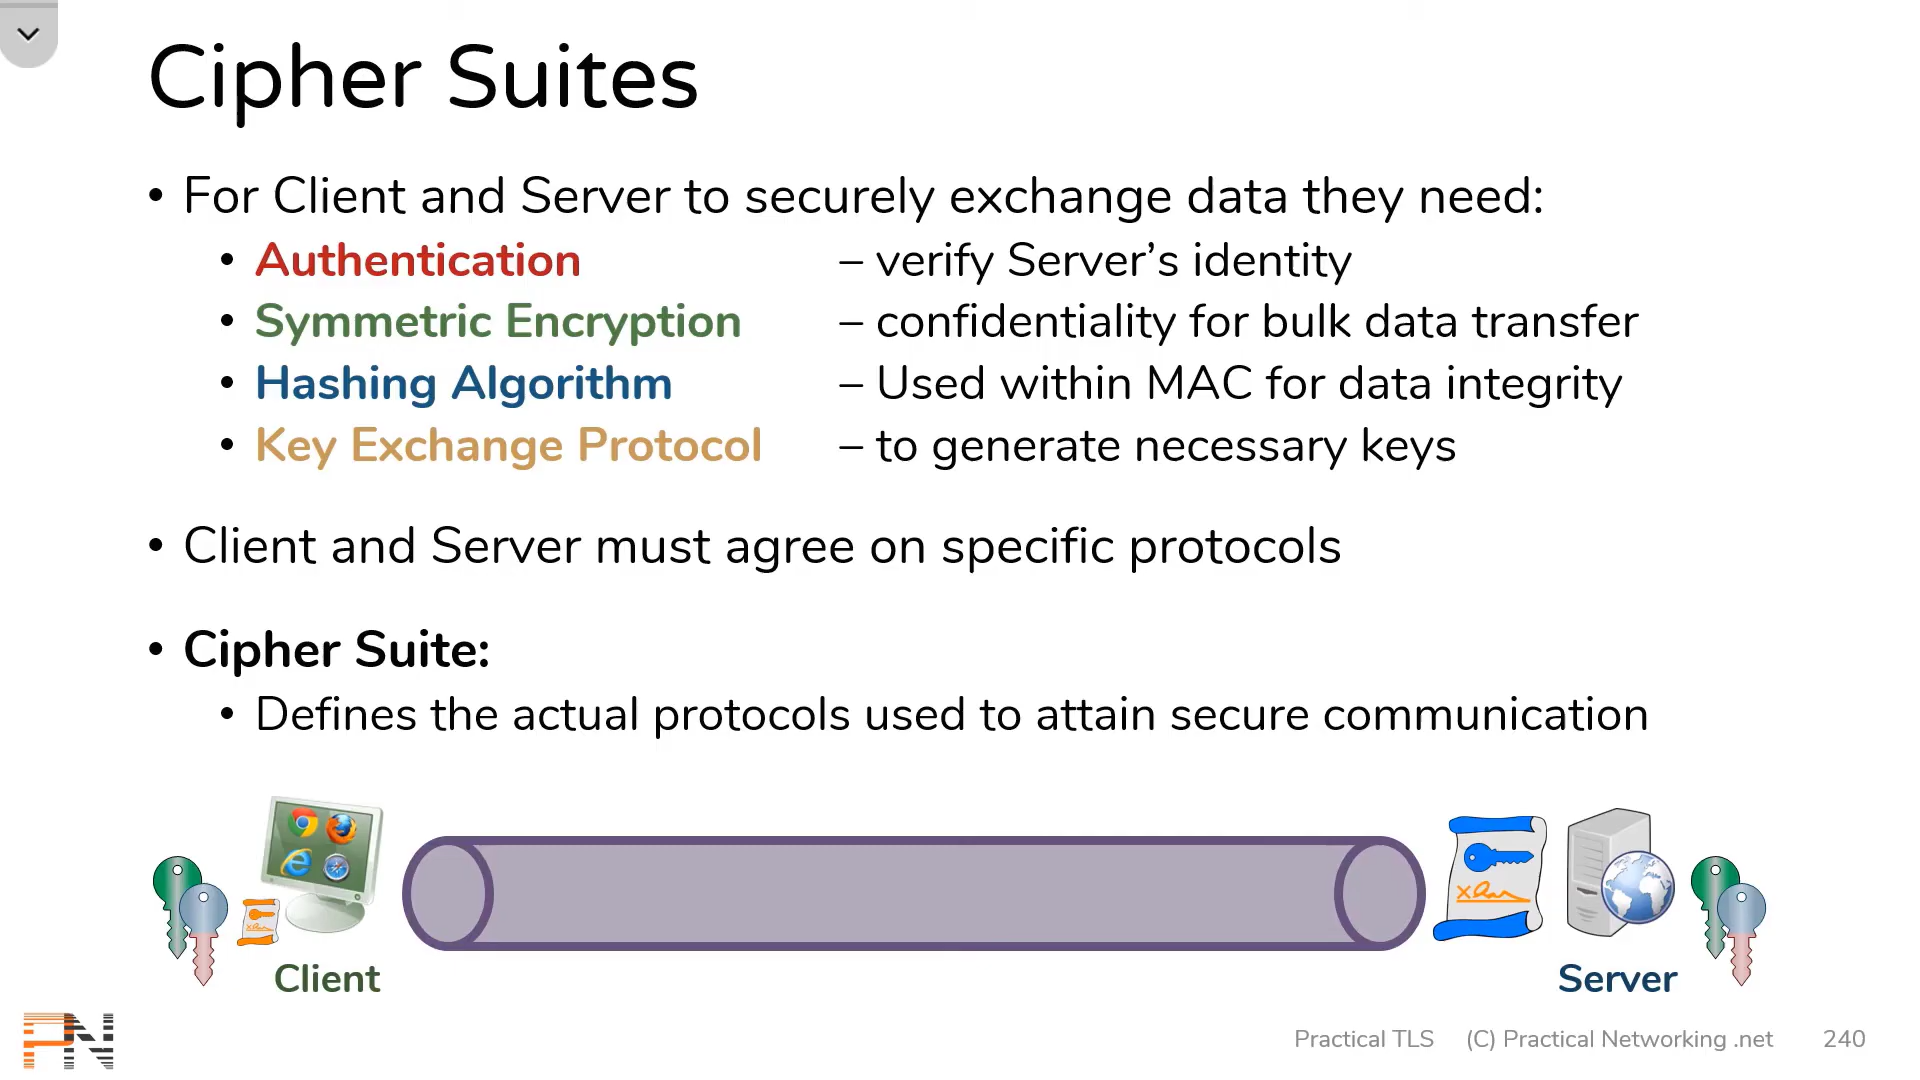 Cipher Suites
• For Client and Server to securely exchange data they need:
• Authentication – verify Server’s identity
• Symmetric Encryption – confidentiality for bulk data transfer
• Hashing Algorithm – Used within MAC for data integrity
• Key Exchange Protocol – to generate necessary keys
• Client and Server must agree on specific protocols
• Cipher Suite:
• Defines the actual protocols used to attain secure communication
Client
Server
PN
Practical TLS (C) Practical Networking .net 240